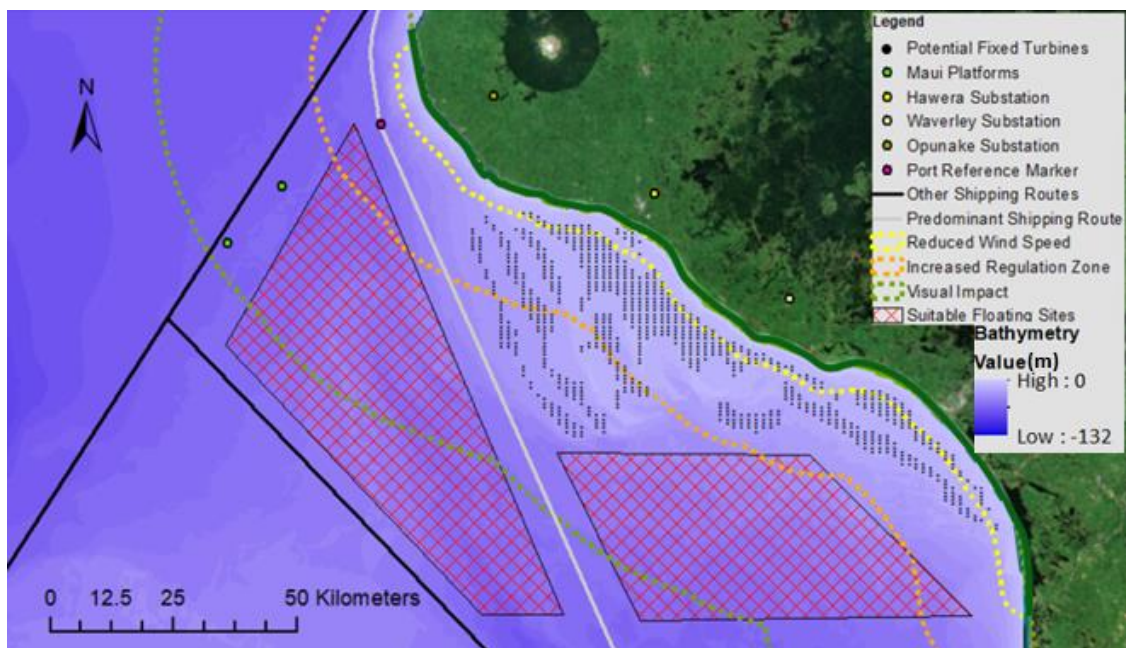 Legend
Potential Fixed Turbines
Maui Platforms
Hawera Substation
Waverley Substation
Opunake Substation
Port Reference Marker
Other Shipping Routes
Predominant Shipping Route
Reduced Wind Speed
Increased Regulation Zone
Visual Impact
Suitable Floating Sites
Bathymetry
Value(m)
High : 0
Low : -132
N
0 12.5 25 50 Kilometers